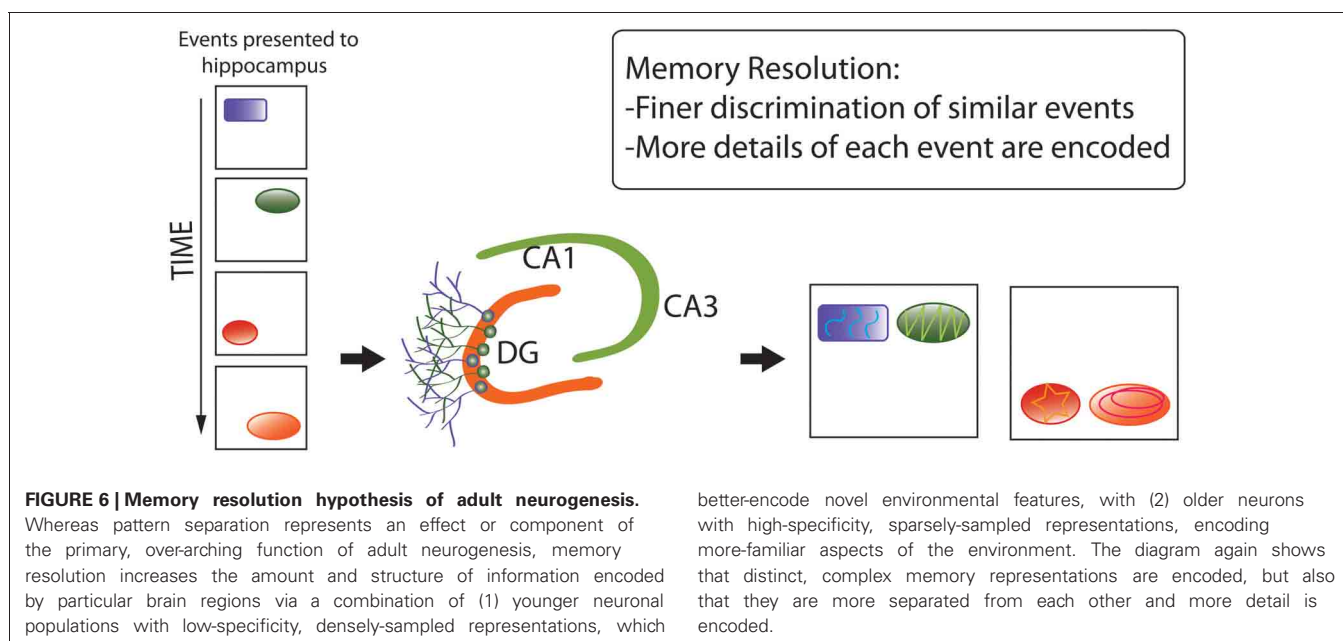 Events presented to
hippocampus
TIME
Memory Resolution:
-Finer discrimination of similar events
-More details of each event are encoded
CA1
CA3
DG
FIGURE 6 | Memory resolution hypothesis of adult neurogenesis.
Whereas pattern separation represents an effect or component of
the primary, over-arching function of adult neurogenesis, memory
resolution increases the amount and structure of information encoded
by particular brain regions via a combination of (1) younger neuronal
populations with low-specificity, densely-sampled representations, which
better-encode novel environmental features, with (2) older neurons
with high-specificity, sparsely-sampled representations, encoding
more-familiar aspects of the environment. The diagram again shows
that distinct, complex memory representations are encoded, but also
that they are more separated from each other and more detail is
encoded.